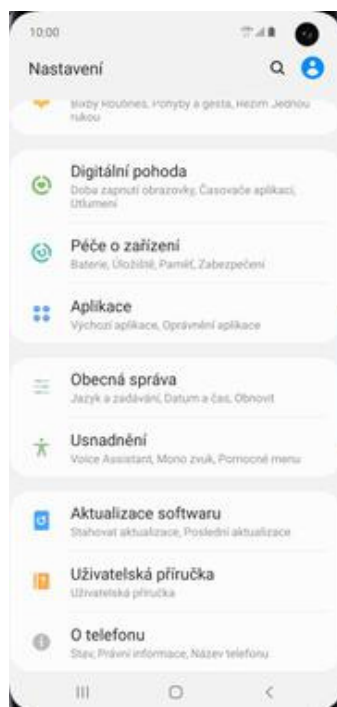 10:00
Nastavení
Bixby Routines, Pohyby a gesta, Režim Jednou
rukou
Digitální pohoda
Doba zapnutí obrazovky, Časovače aplikací,
Utlumení
Péče o zařízení
Baterie, Úložiště, Paměť, Zabezpečení
Aplikace
Výchozí aplikace, Oprávnění aplikace
Obecná správa
Jazyk a zadávání, Datum a čas, Obnovit
Usnadnění
Voice Assistant, Mono zvuk, Pomocné menu
Aktualizace softwaru
Stahovat aktualizace, Poslední aktualizace
Uživatelská příručka
Uživatelská příručka
O telefonu
Stav, Právní informace, Název telefonu